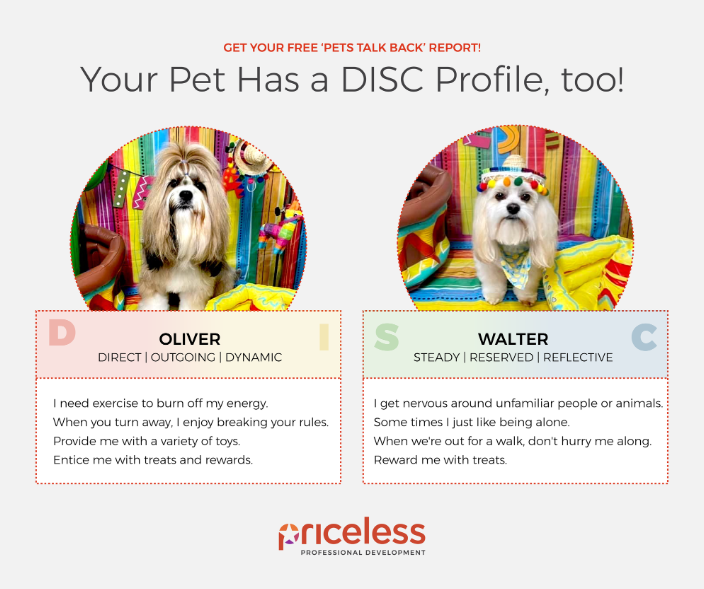 GET YOUR FREE 'PETS TALK BACK' REPORT!
Your Pet Has a DISC Profile, too!
D
I
OLIVER
DIRECT | OUTGOING | DYNAMIC
I need exercise to burn off my energy.
When you turn away, I enjoy breaking your rules.
Provide me with a variety of toys.
Entice me with treats and rewards.
S
C
WALTER
STEADY | RESERVED | REFLECTIVE
I get nervous around unfamiliar people or animals.
Some times I just like being alone.
When we're out for a walk, don't hurry me along.
Reward me with treats.
priceless
PROFESSIONAL DEVELOPMENT